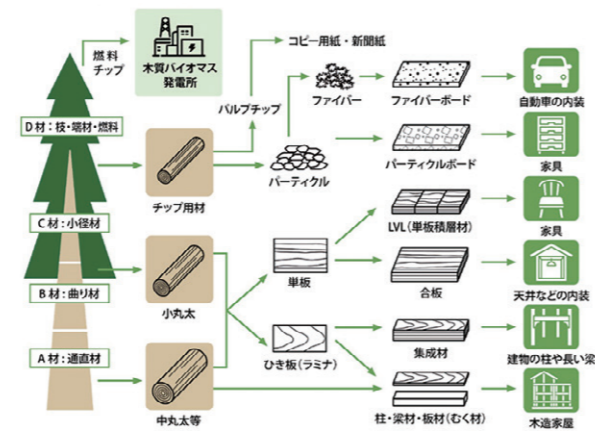 燃料
チップ
木質バイオマス
発電所
コピー用紙・新聞紙
パルプチップ
ファイバー
ファイバーボード
自動車の内装
D材：枝・端材・燃料
チップ用材
パーティクル
パーティクルボード
家具
C材：小径材
LVL（単板積層材）
家具
B材：曲り材
小丸太
単板
合板
天井などの内装
A材：通直材
中丸太等
ひき板（ラミナ）
集成材
建物の柱や長い梁
柱・梁材・板材（むく材）
木造家屋